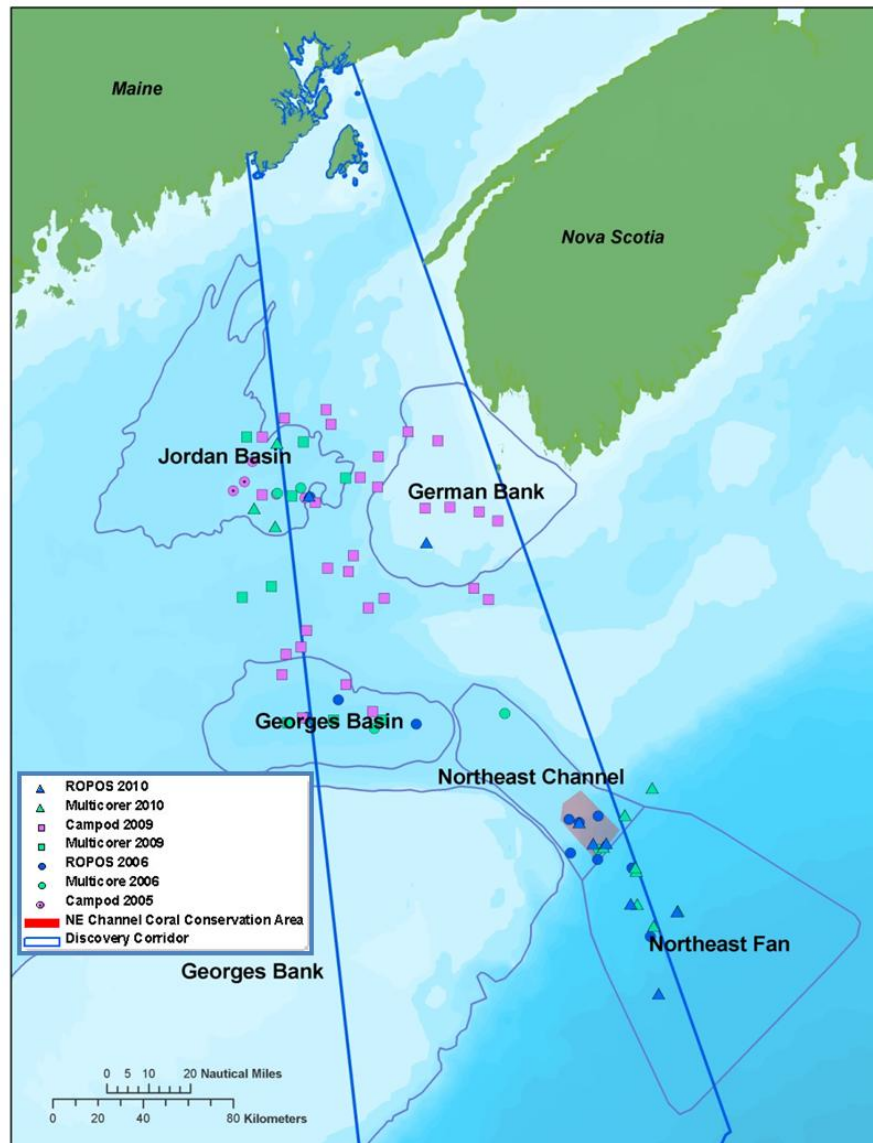 Maine
Nova Scotia
Jordan Basin
German Bank
Georges Basin
Northeast Channel
ROPOS 2010
Multicorer 2010
Campod 2009
Multicorer 2009
ROPOS 2006
Multicore 2006
Campod 2005
NE Channel Coral Conservation Area
Discovery Corridor
Northeast Fan
Georges Bank
0 5 10 20 Nautical Miles
0 20 40 80 Kilometers